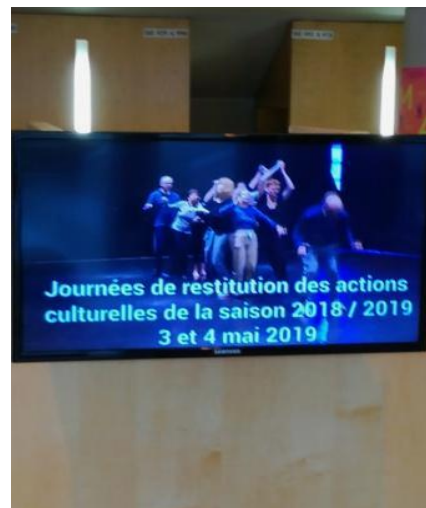 Journées de restitution des actions
culturelles de la saison 2018 / 2019
3 et 4 mai 2019